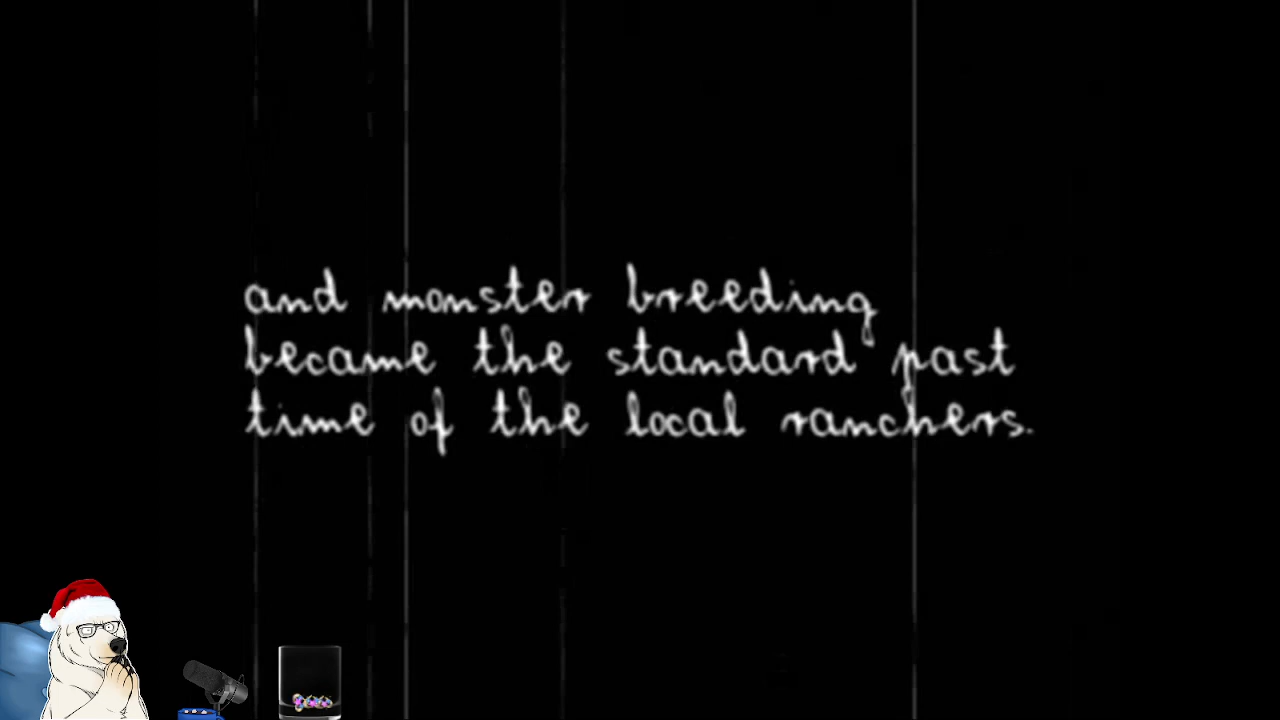 and monster breeding
became the standard past
time of the local ranchers.